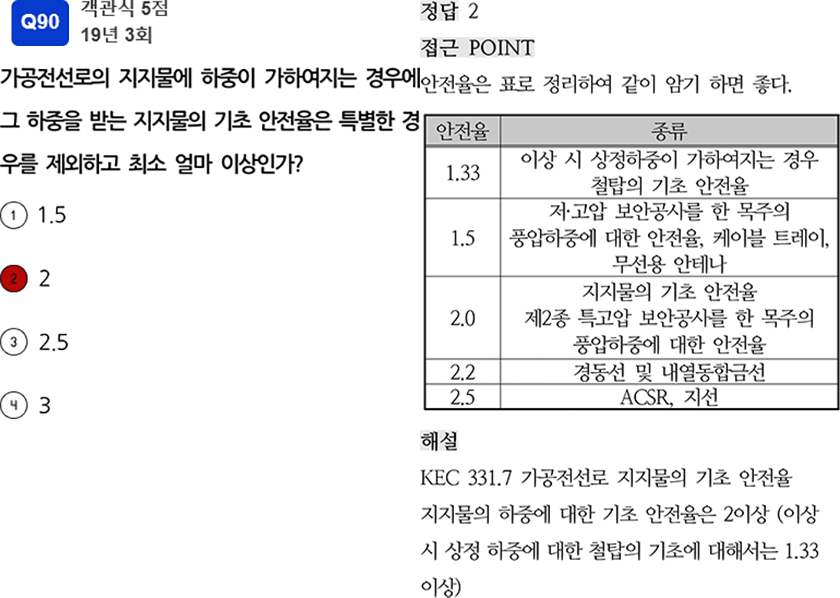 Q90
객관식 5점
19년 3회
가공전선로의 지지물에 하중이 가하여지는 경우에
그 하중을 받는 지지물의 기초 안전율은 특별한 경
우를 제외하고 최소 얼마 이상인가?
1 1.5
2 2
3 2.5
4 3
정답 2
접근 POINT
안전율은 표로 정리하여 같이 암기 하면 좋다.
안전율 종류
1.33 이상 시 상정하중이 가하여지는 경우
철탑의 기초 안전율
1.5 저·고압 보안공사를 한 목주의
풍압하중에 대한 안전율, 케이블 트레이,
무선용 안테나
2.0 지지물의 기초 안전율
제2종 특고압 보안공사를 한 목주의
풍압하중에 대한 안전율
2.2 경동선 및 내열동합금선
2.5 ACSR, 지선
해설
KEC 331.7 가공전선로 지지물의 기초 안전율
지지물의 하중에 대한 기초 안전율은 2이상 (이상
시 상정 하중에 대한 철탑의 기초에 대해서는 1.33
이상)